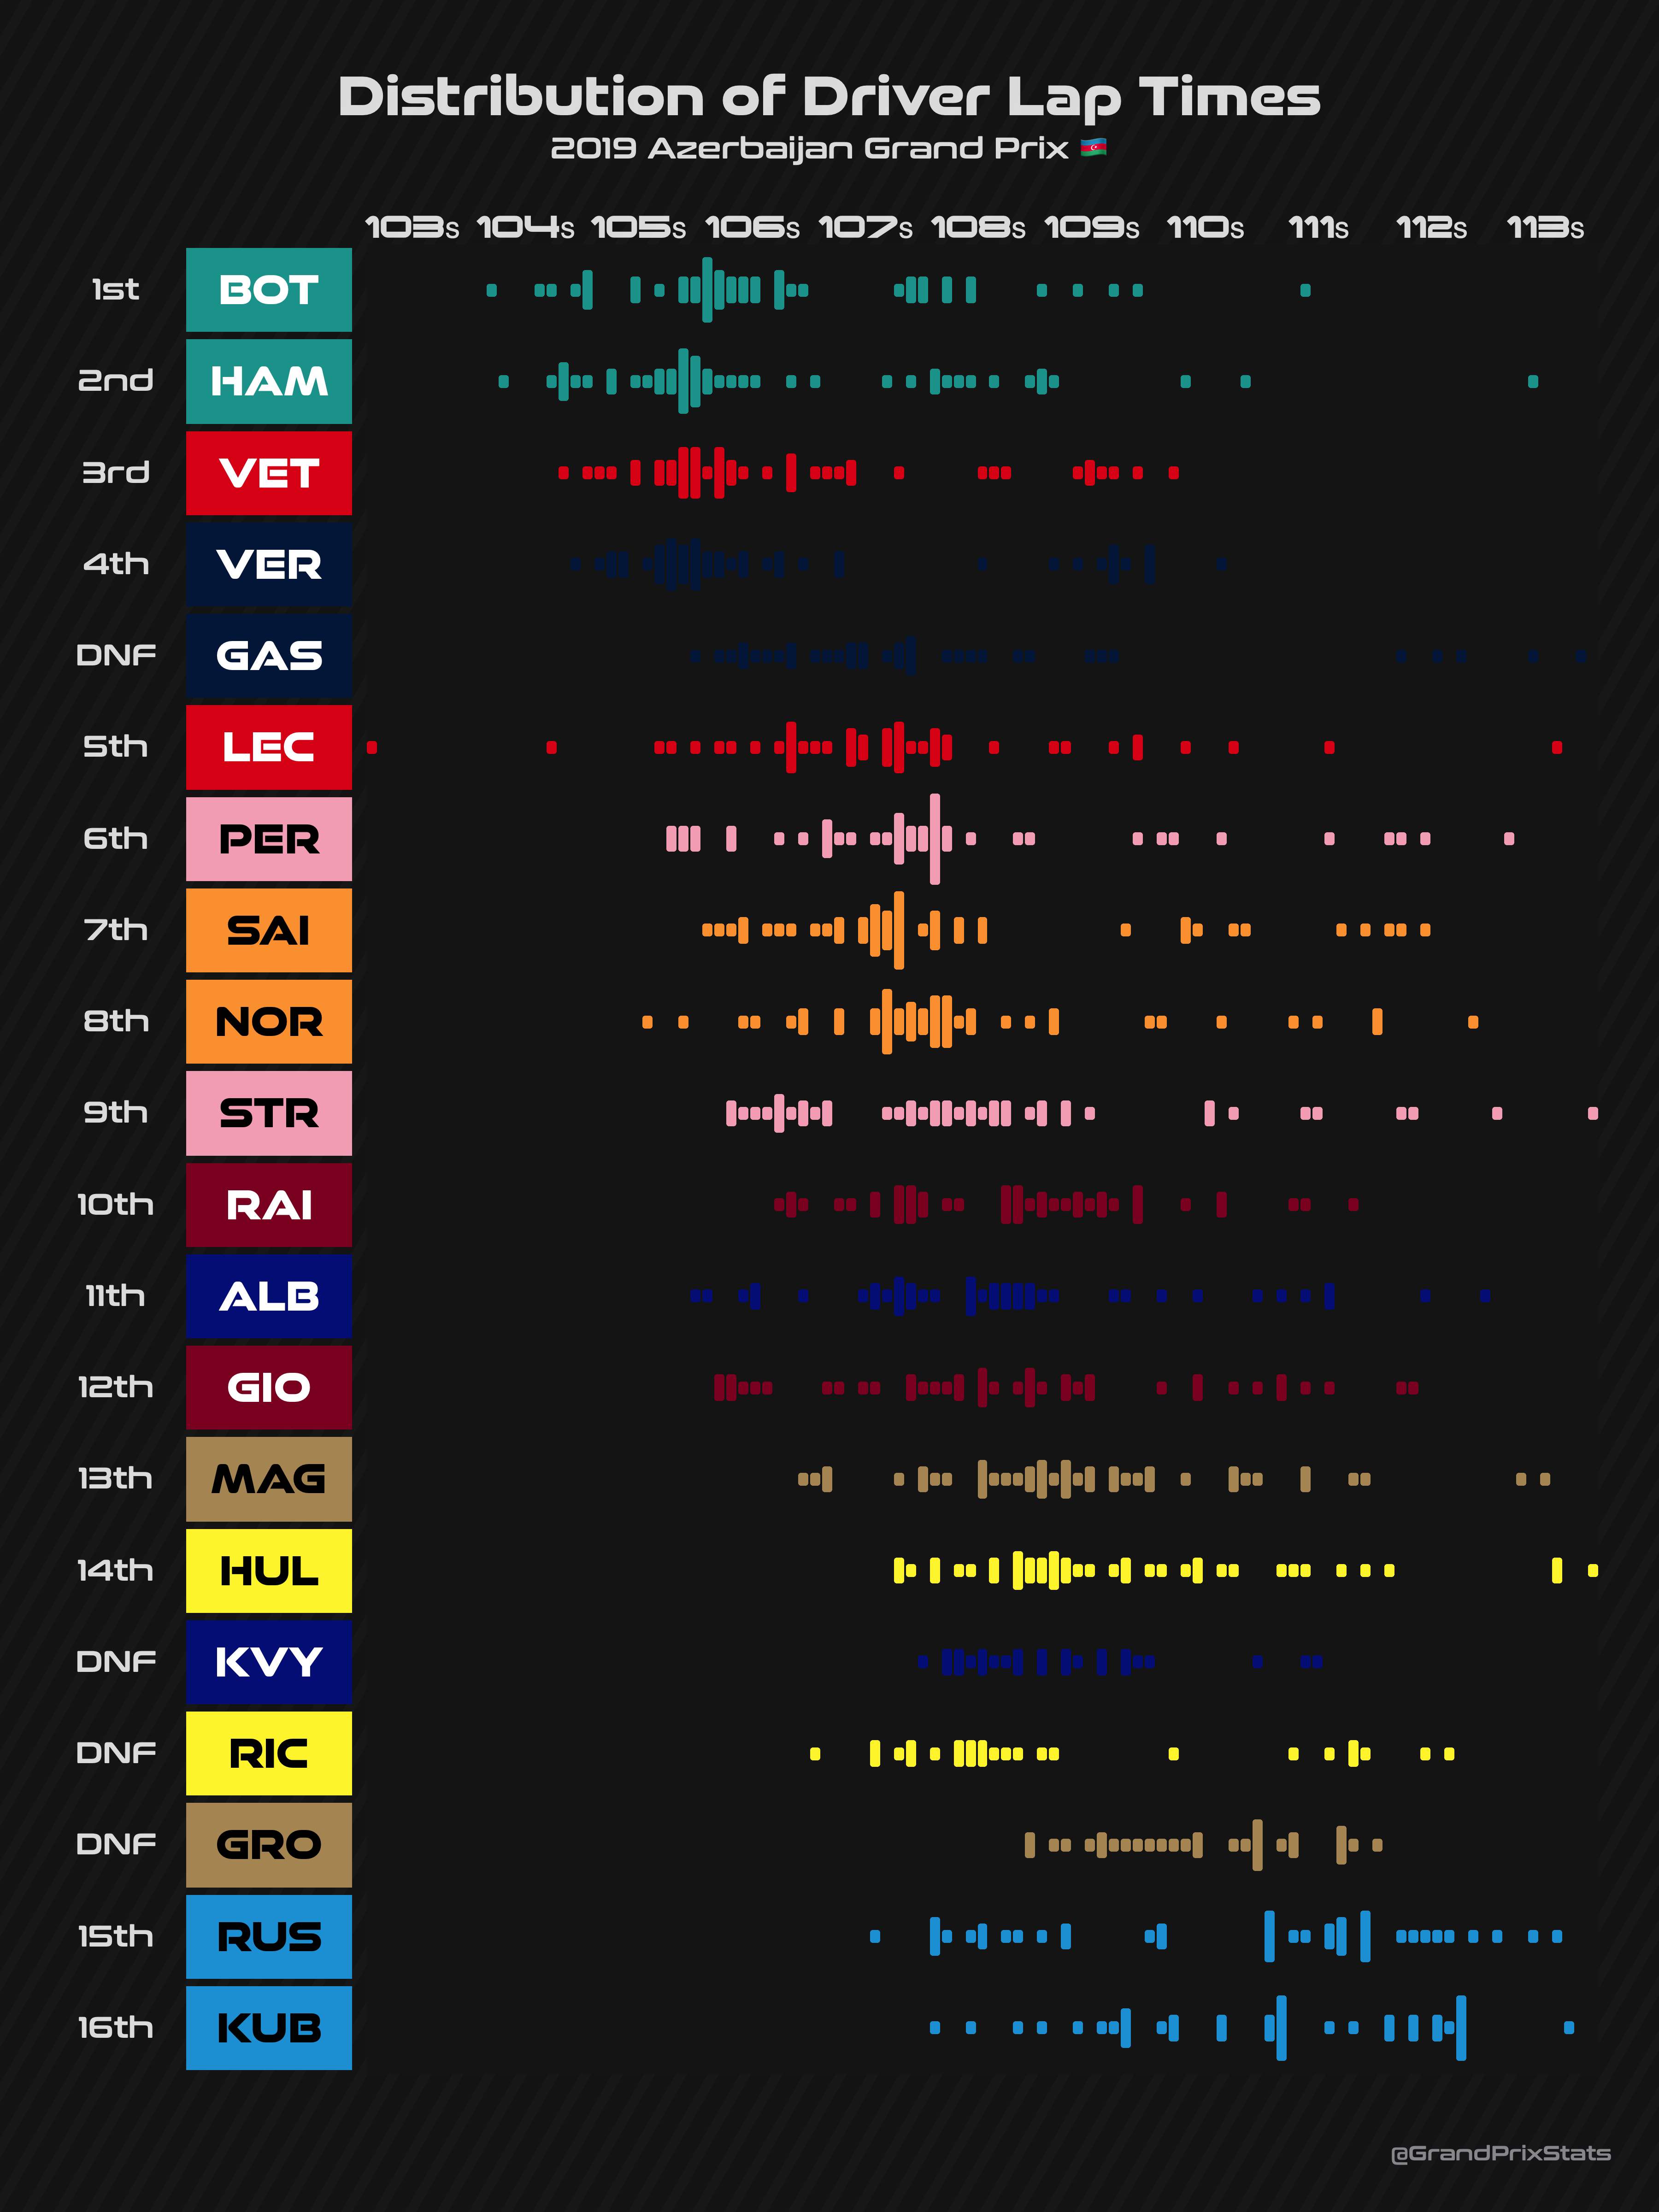 Distribution of Driver Lap Times
2019 Azerbaijan Grand Prix 🇦🇿
103s 104s 105s 106s 107s 108s 109s 110s 111s 112s 113s
1st BOT
2nd HAM
3rd VET
4th VER
DNF GAS
5th LEC
6th PER
7th SAI
8th NOR
9th STR
10th RAI
11th ALB
12th GIO
13th MAG
14th HUL
DNF KVY
DNF RIC
DNF GRO
15th RUS
16th KUB
@GrandPrixStats